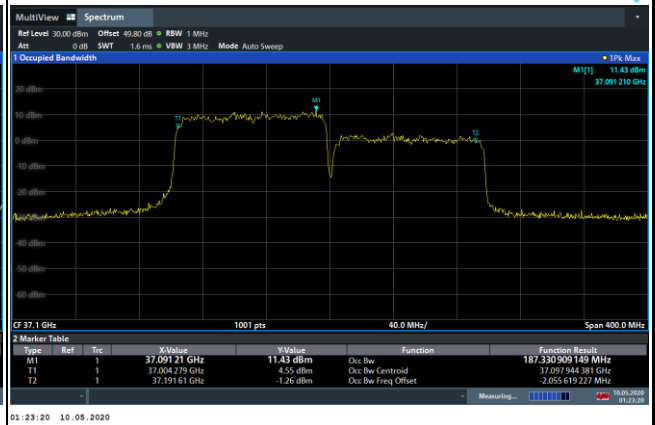 MultiView Spectrum
Ref Level 30.00 dBm Offset 49.80 dB RBW 1 MHz
Att 0 dB SWT 1.6 ms VBW 3 MHz Mode Auto Sweep
1 Occupied Bandwidth 1Pk Max
M1[1] 11.43 dBm
37.091 210 GHz
20 dBm
M1
10 dBm
T1
T2
0 dBm
-10 dBm
-20 dBm
-40 dBm
-50 dBm
-60 dBm
CF 37.1 GHz 1001 pts 40.0 MHz/ Span 400.0 MHz
2 Marker Table
Type Ref Trc X-Value Y-Value Function Function Result
M1 1 37.091 21 GHz 11.43 dBm Occ Bw 187.330 909 149 MHz
T1 1 37.004 279 GHz 4.55 dBm Occ Bw Centroid 37.097 944 381 GHz
T2 1 37.191 61 GHz -1.26 dBm Occ Bw Freq Offset -2.055 619 227 MHz
Measuring... 10.05.2020
01:23:20
01:23:20 10.05.2020